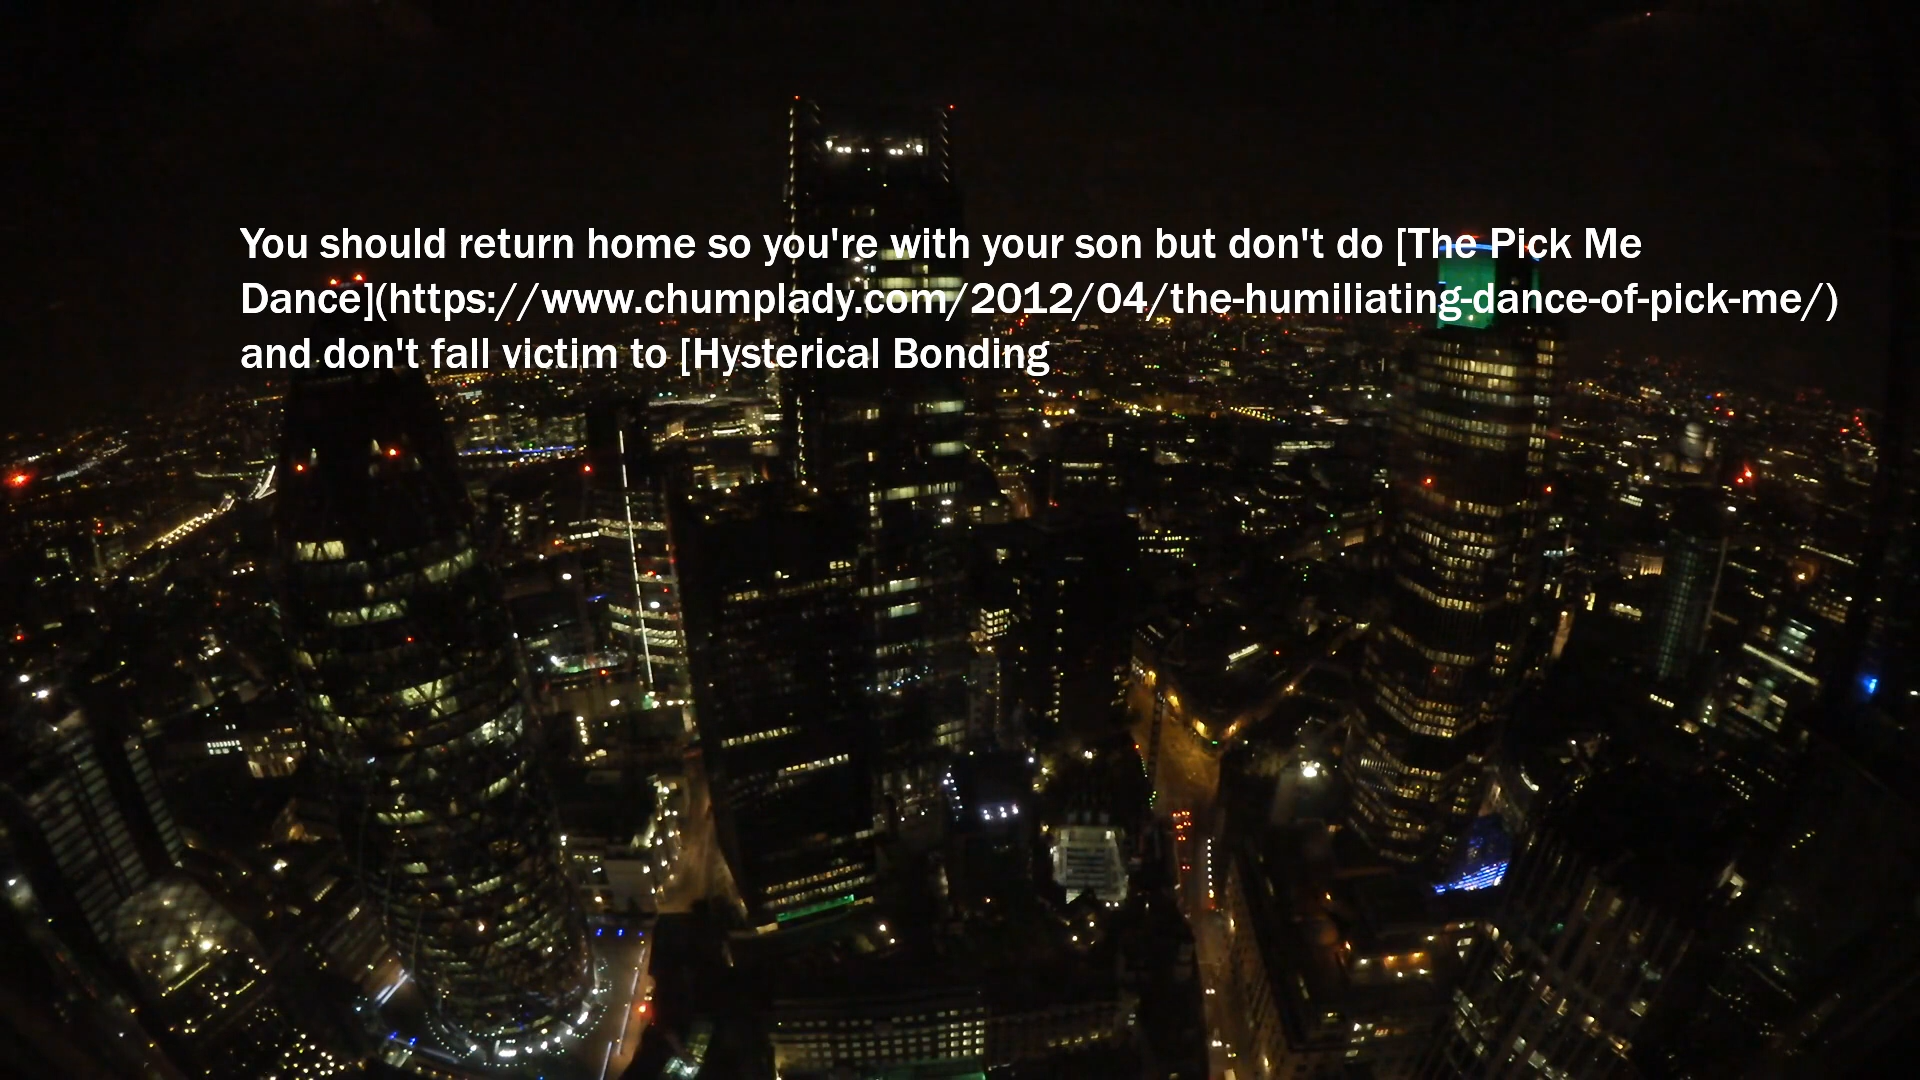 You should return home so you're with your son but don't do [The Pick Me
Dance](https://www.chumplady.com/2012/04/the-humiliating-dance-of-pick-me/)
and don't fall victim to [Hysterical Bonding